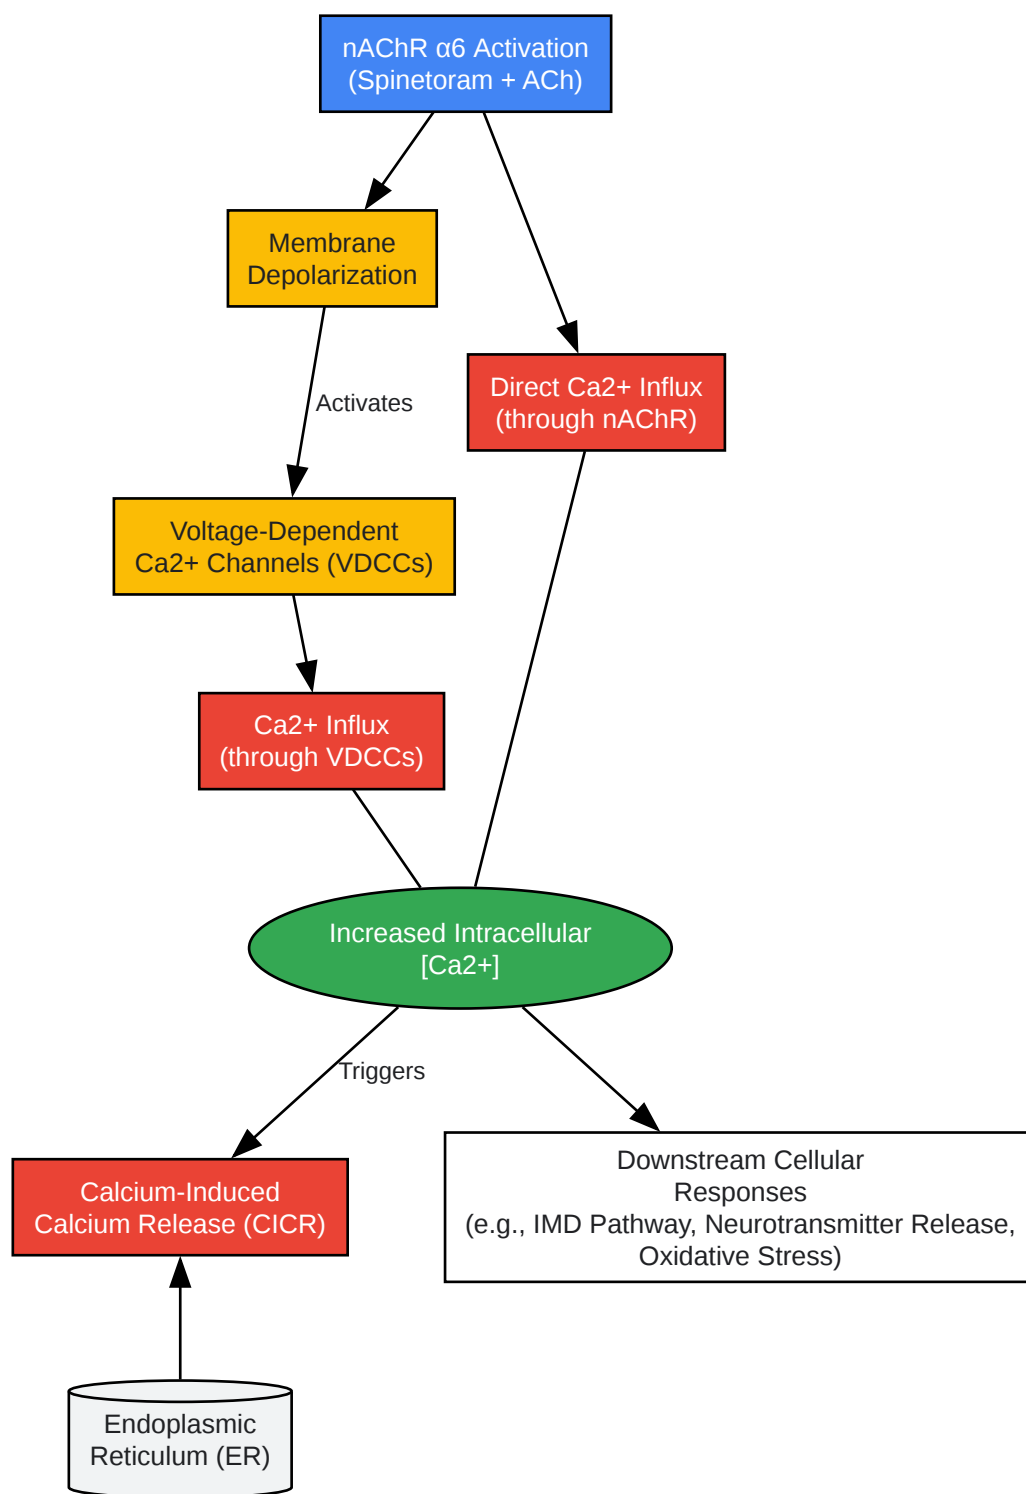 nAChR α6 Activation
(Spinetoram + ACh)
Membrane
Depolarization
Direct Ca2+ Influx
(through nAChR)
Activates
Voltage-Dependent
Ca2+ Channels (VDCCs)
Ca2+ Influx
(through VDCCs)
Increased Intracellular
[Ca2+]
Triggers
Calcium-Induced
Calcium Release (CICR)
Downstream Cellular
Responses
(e.g., IMD Pathway, Neurotransmitter Release,
Oxidative Stress)
Endoplasmic
Reticulum (ER)